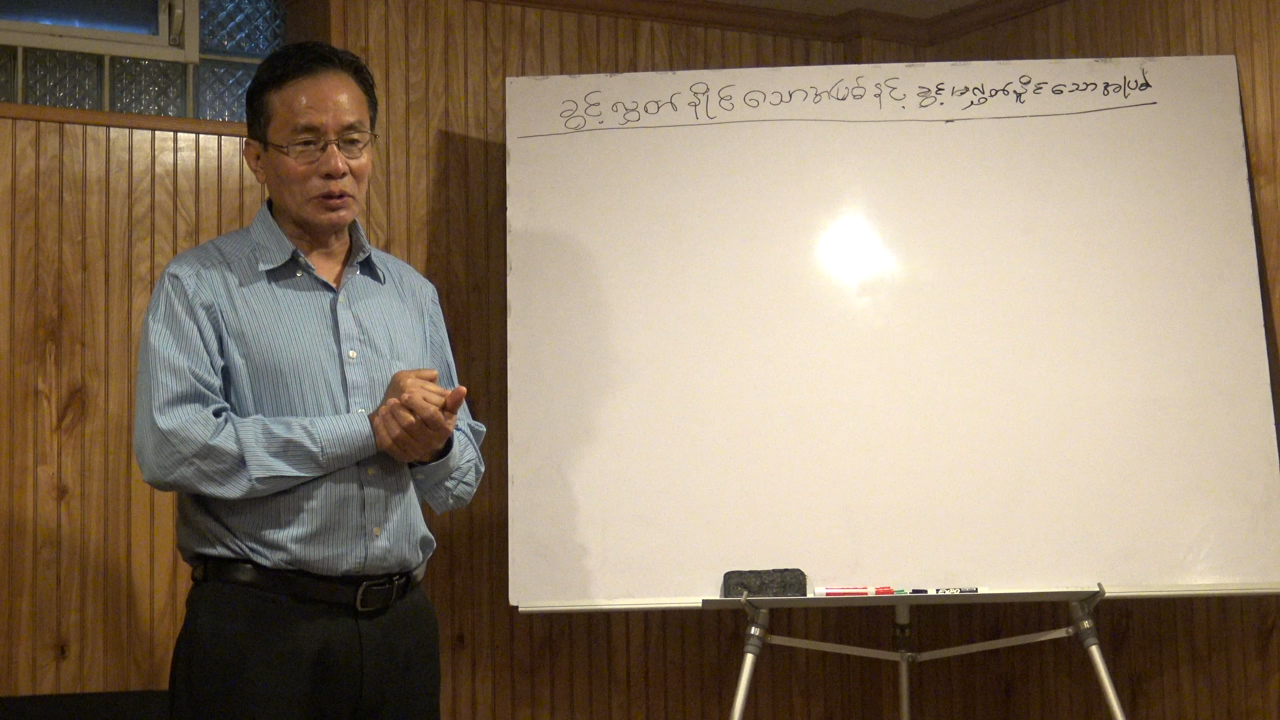 ခွင့်လွှတ်နိုင်သောအပြစ်နှင့် ခွင့်မလွှတ်နိုင်သောအပြစ်
EXPO